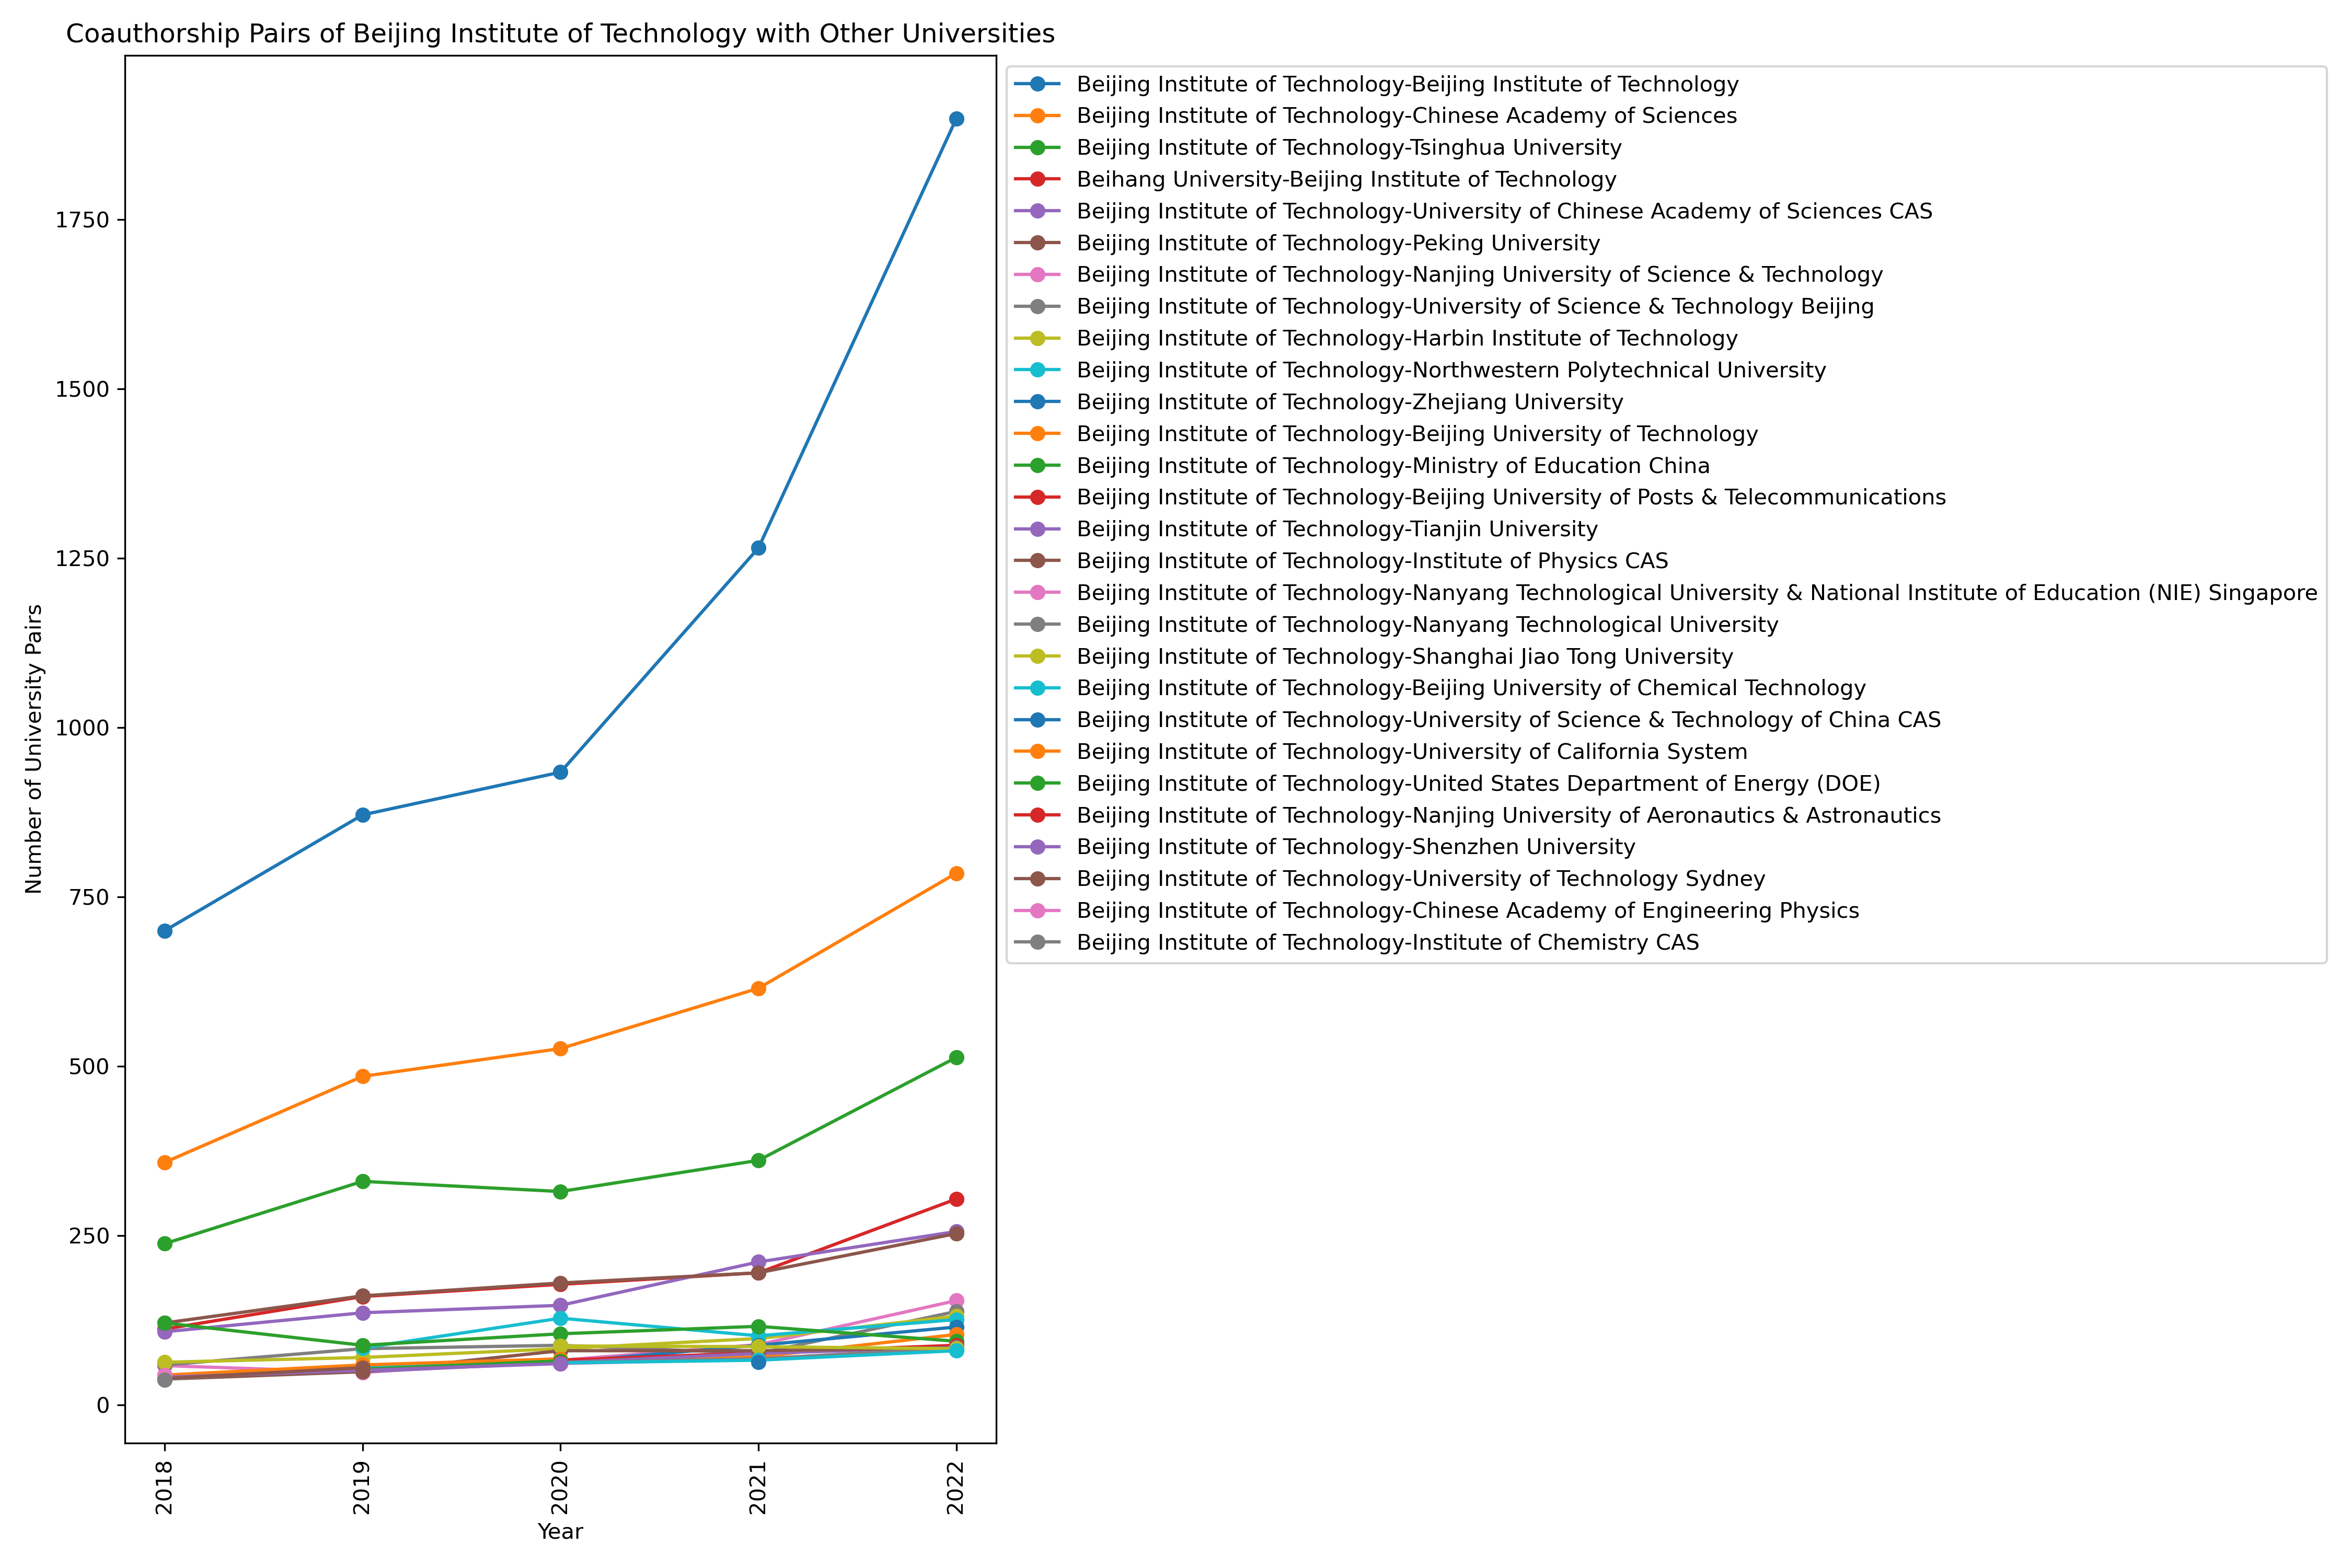 Coauthorship Pairs of Beijing Institute of Technology with Other Universities
Number of University Pairs
1750
1500
1250
1000
750
500
250
0
2018
2019
2020
2021
2022
Year
Beijing Institute of Technology-Beijing Institute of Technology
Beijing Institute of Technology-Chinese Academy of Sciences
Beijing Institute of Technology-Tsinghua University
Beihang University-Beijing Institute of Technology
Beijing Institute of Technology-University of Chinese Academy of Sciences CAS
Beijing Institute of Technology-Peking University
Beijing Institute of Technology-Nanjing University of Science & Technology
Beijing Institute of Technology-University of Science & Technology Beijing
Beijing Institute of Technology-Harbin Institute of Technology
Beijing Institute of Technology-Northwestern Polytechnical University
Beijing Institute of Technology-Zhejiang University
Beijing Institute of Technology-Beijing University of Technology
Beijing Institute of Technology-Ministry of Education China
Beijing Institute of Technology-Beijing University of Posts & Telecommunications
Beijing Institute of Technology-Tianjin University
Beijing Institute of Technology-Institute of Physics CAS
Beijing Institute of Technology-Nanyang Technological University & National Institute of Education (NIE) Singapore
Beijing Institute of Technology-Nanyang Technological University
Beijing Institute of Technology-Shanghai Jiao Tong University
Beijing Institute of Technology-Beijing University of Chemical Technology
Beijing Institute of Technology-University of Science & Technology of China CAS
Beijing Institute of Technology-University of California System
Beijing Institute of Technology-United States Department of Energy (DOE)
Beijing Institute of Technology-Nanjing University of Aeronautics & Astronautics
Beijing Institute of Technology-Shenzhen University
Beijing Institute of Technology-University of Technology Sydney
Beijing Institute of Technology-Chinese Academy of Engineering Physics
Beijing Institute of Technology-Institute of Chemistry CAS